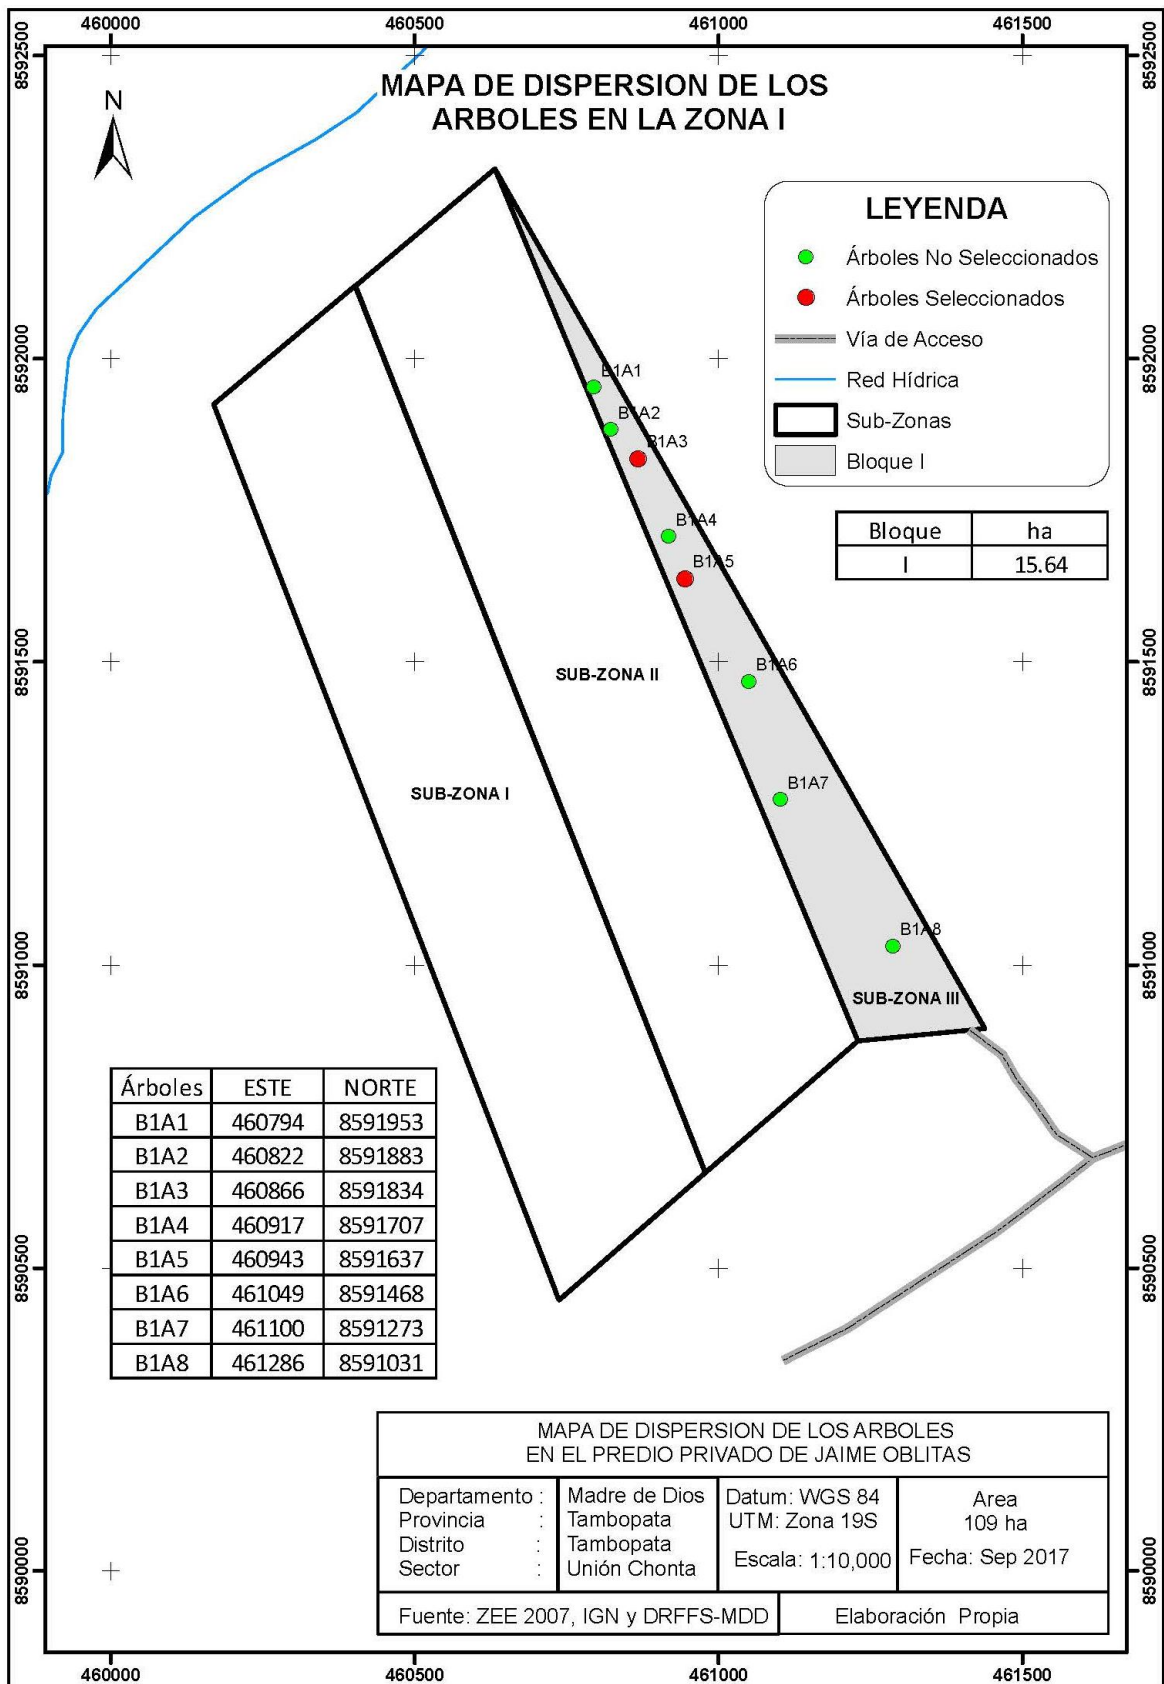 460000 460500 461000 461500
8592500 8592500
MAPA DE DISPERSION DE LOS
ARBOLES EN LA ZONA I
N
LEYENDA
Árboles No Seleccionados
Árboles Seleccionados
Vía de Acceso
Red Hídrica
Sub-Zonas
Bloque I
8592000 8592000
B1A1
B1A2
B1A3
B1A4
B1A5
B1A6
B1A7
B1A8
Bloque ha
I 15.64
8591500 8591500
SUB-ZONA II
SUB-ZONA I
8591000 8591000
SUB-ZONA III
Árboles ESTE NORTE
B1A1 460794 8591953
B1A2 460822 8591883
B1A3 460866 8591834
B1A4 460917 8591707
B1A5 460943 8591637
B1A6 461049 8591468
B1A7 461100 8591273
B1A8 461286 8591031
8590500 8590500
MAPA DE DISPERSION DE LOS ARBOLES
EN EL PREDIO PRIVADO DE JAIME OBLITAS
Departamento : Madre de Dios
Provincia : Tambopata
Distrito : Tambopata
Sector : Unión Chonta
Datum: WGS 84
UTM: Zona 19S
Escala: 1:10,000
Area
109 ha
Fecha: Sep 2017
8590000 8590000
Fuente: ZEE 2007, IGN y DRFFS-MDD Elaboración Propia
460000 460500 461000 461500